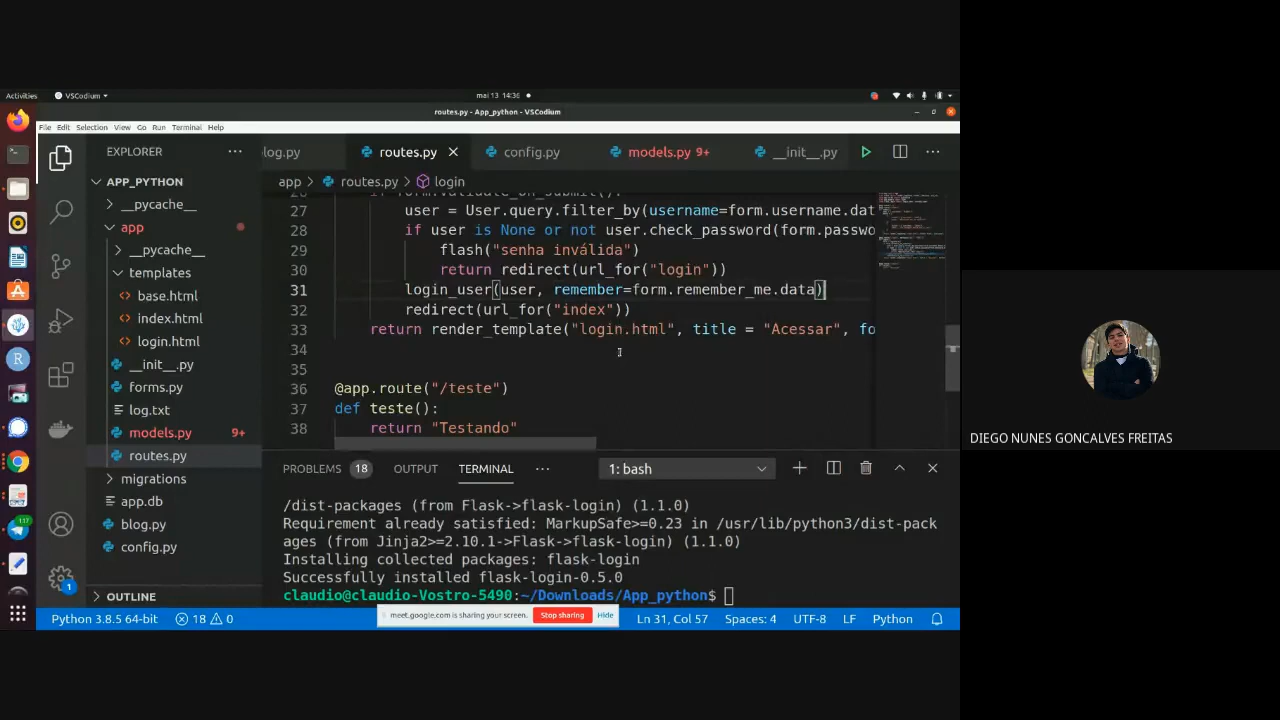 Activities
VSCodium
mai 13 14:36
routes.py - App_python - VSCodium
File Edit Selection View Go Run Terminal Help
EXPLORER
APP_PYTHON
__pycache__
app
__pycache__
templates
base.html
index.html
login.html
__init__.py
forms.py
log.txt
models.py 9+
routes.py
migrations
app.db
blog.py
config.py
OUTLINE
log.py routes.py config.py models.py 9+ __init__.py
app > routes.py > login
26 if form.validate_on_submit():
27 user = User.query.filter_by(username=form.username.dat
28 if user is None or not user.check_password(form.passwo
29 flash("senha inválida")
30 return redirect(url_for("login"))
31 login_user(user, remember=form.remember_me.data)
32 redirect(url_for("index"))
33 return render_template("login.html", title = "Acessar", fo
34
35
36 @app.route("/teste")
37 def teste():
38 return "Testando"
PROBLEMS 18 OUTPUT TERMINAL 1: bash
/dist-packages (from Flask->flask-login) (1.1.0)
Requirement already satisfied: MarkupSafe>=0.23 in /usr/lib/python3/dist-pack
ages (from Jinja2>=2.10.1->Flask->flask-login) (1.1.0)
Installing collected packages: flask-login
Successfully installed flask-login-0.5.0
claudio@claudio-Vostro-5490:~/Downloads/App_python$
meet.google.com is sharing your screen. Stop sharing Hide
Python 3.8.5 64-bit 18 0 Ln 31, Col 57 Spaces: 4 UTF-8 LF Python
1
DIEGO NUNES GONCALVES FREITAS